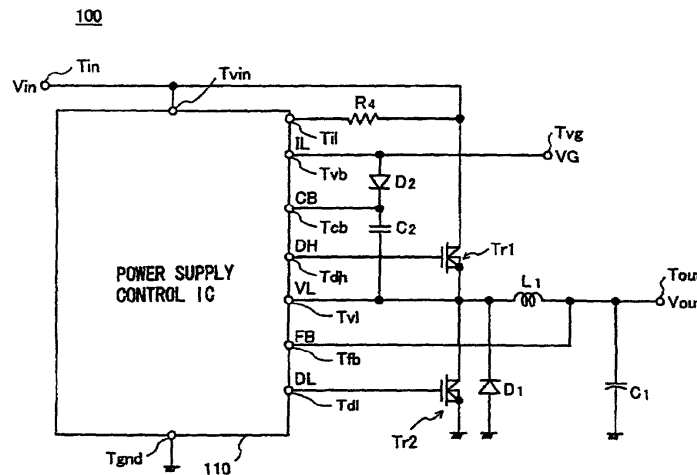 100
Tin
Vin
Tvin
R4
Til
IL
Tvb
Tvg
VG
D2
CB
Tcb
C2
DH
Tdh
Tr1
POWER SUPPLY
CONTROL IC
VL
Tvl
L1
Tout
Vout
FB
Tfb
DL
Tdl
D1
C1
Tr2
Tgnd
110